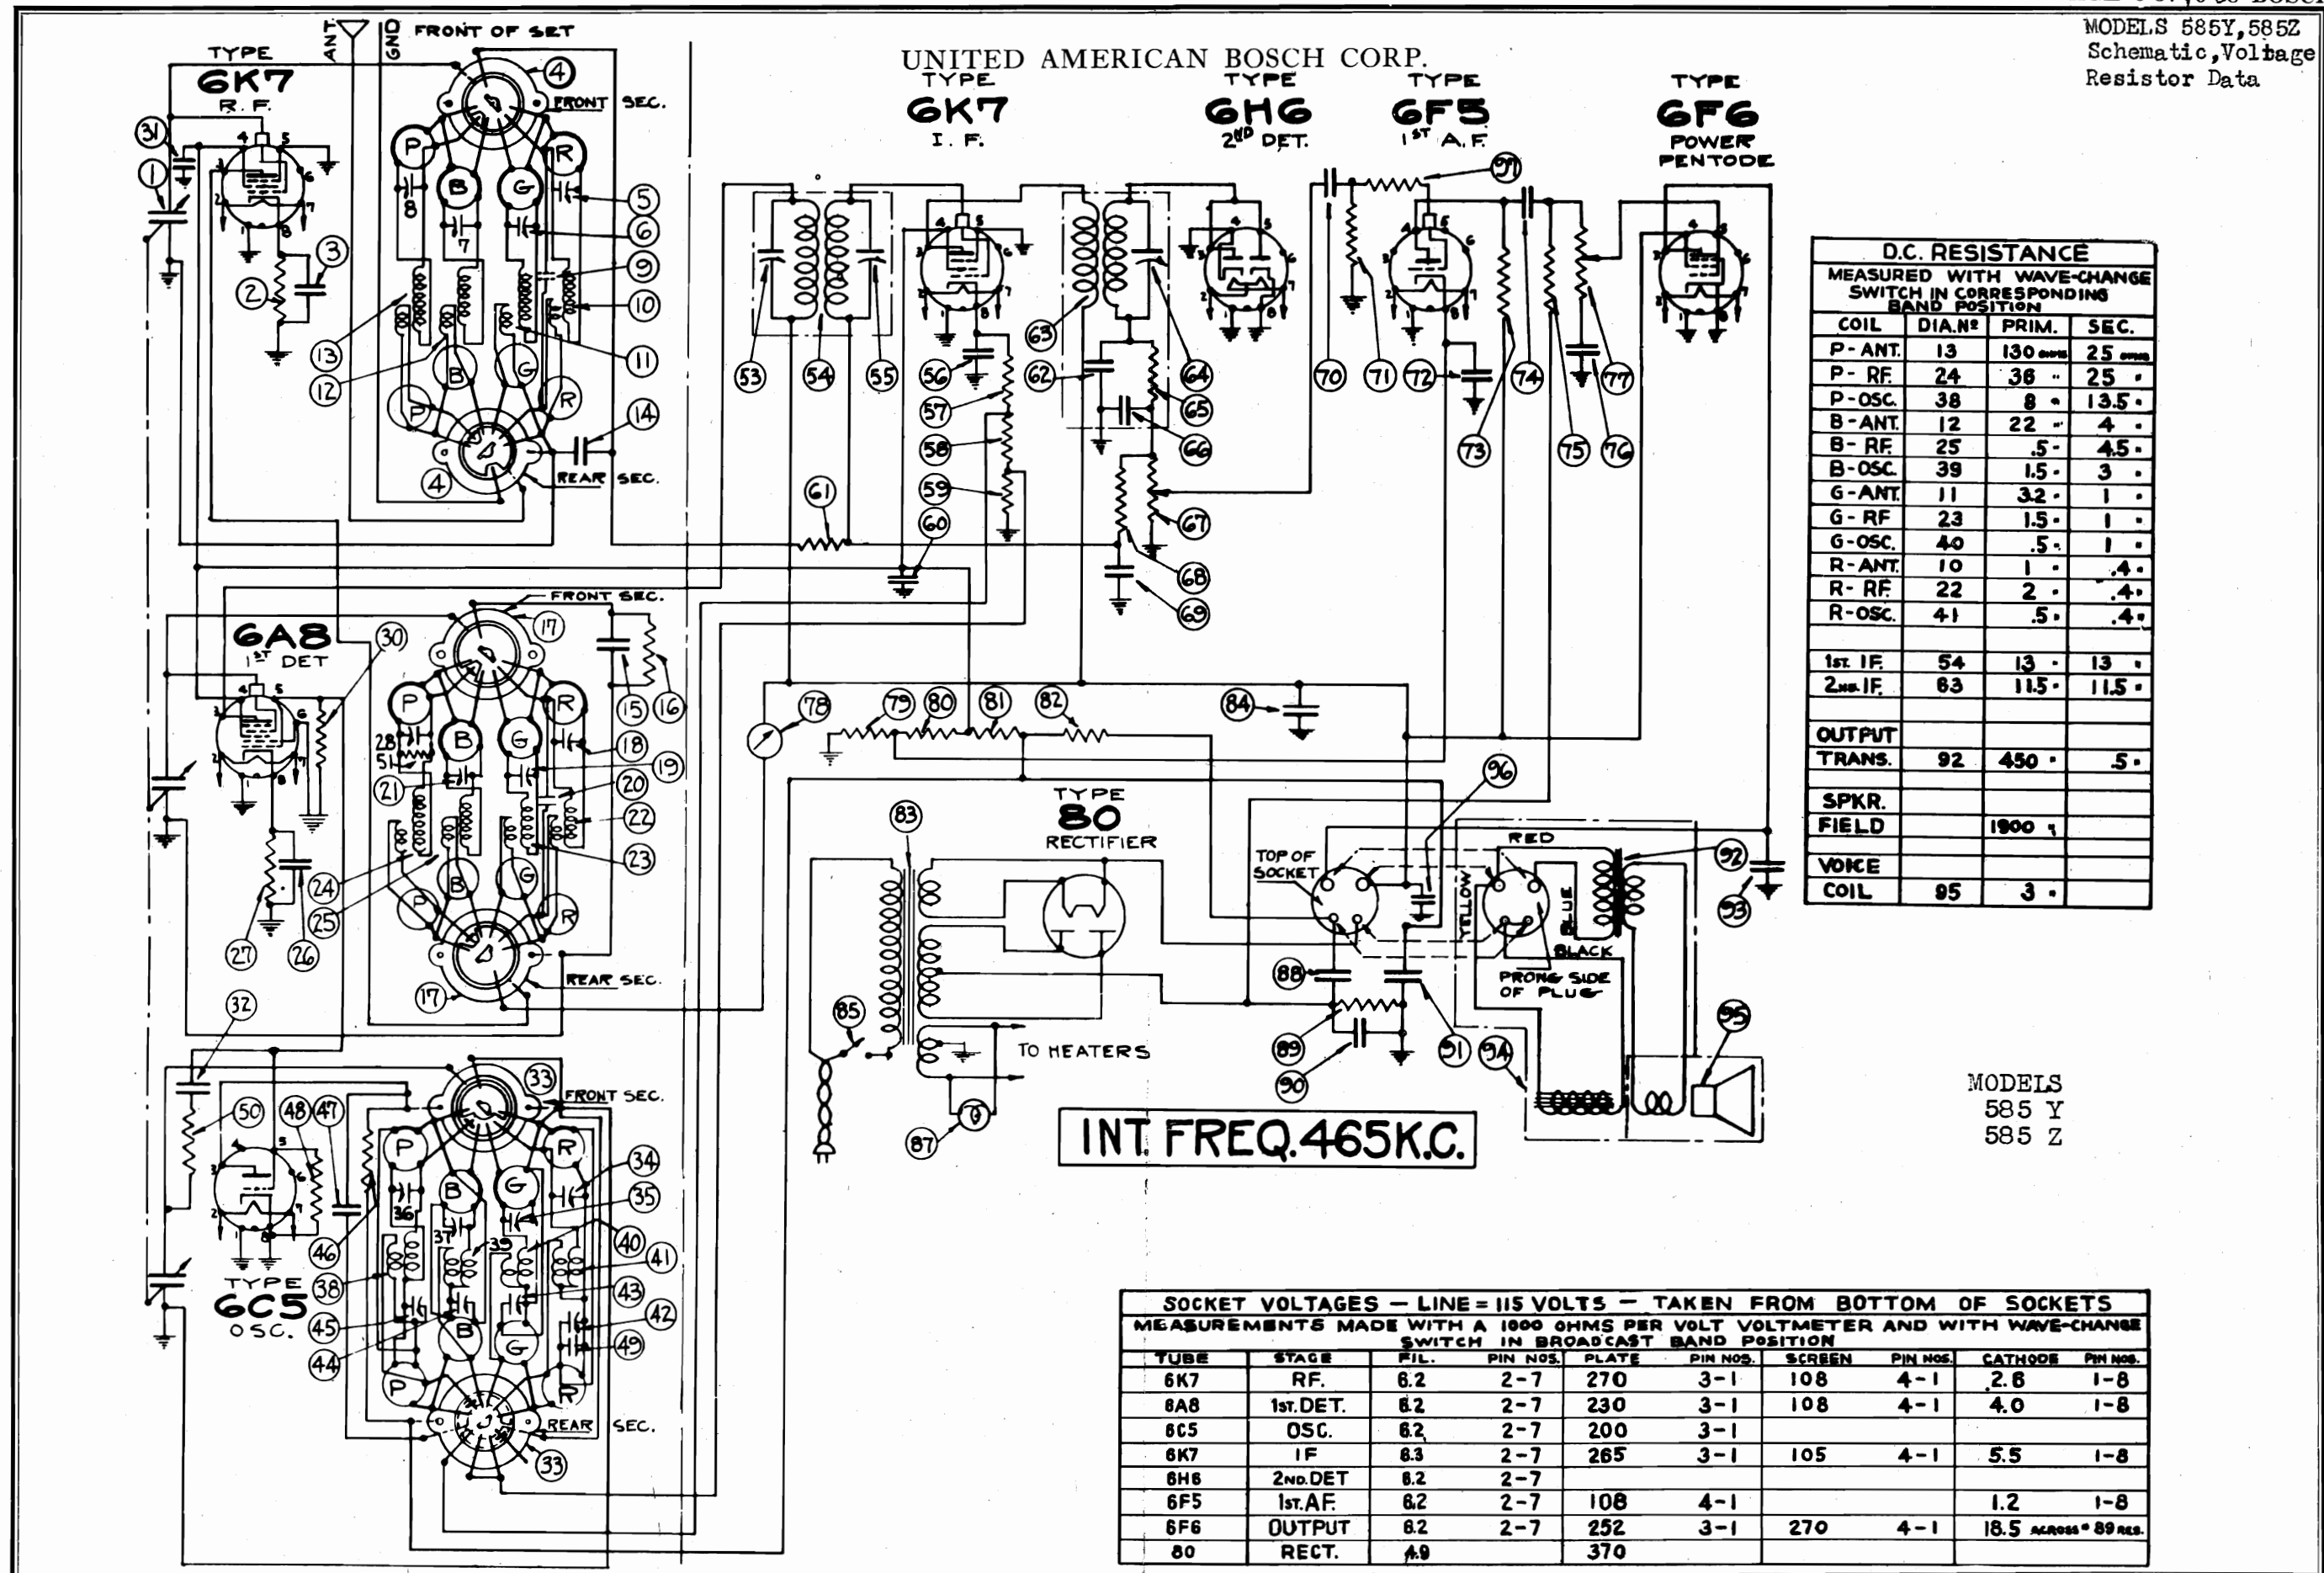 MODELS 585Y,585Z
Schematic,Voltage
Resistor Data
UNITED AMERICAN BOSCH CORP.
ANT
GND
FRONT OF SET
TYPE
6K7
R.F.
TYPE
6K7
I.F.
TYPE
6H6
2ND DET.
TYPE
6F5
1ST A.F.
TYPE
6F6
POWER
PENTODE
FRONT SEC.
REAR SEC.
FRONT SEC.
6A8
1ST DET
REAR SEC.
FRONT SEC.
TYPE
6C5
OSC.
REAR SEC.
TYPE
80
RECTIFIER
TO HEATERS
TOP OF
SOCKET
YELLOW
RED
BLUE
BLACK
PRONG SIDE
OF PLUG
INT. FREQ. 465K.C.
MODELS
585 Y
585 Z
D.C. RESISTANCE
MEASURED WITH WAVE-CHANGE
SWITCH IN CORRESPONDING
BAND POSITION
COIL DIA.Nº PRIM. SEC.
P-ANT. 13 130 OHMS 25 OHMS
P-RF. 24 36 " 25 "
P-OSC. 38 8 " 13.5 "
B-ANT. 12 22 " 4 "
B-RF. 25 .5 " 4.5 "
B-OSC. 39 1.5 " 3 "
G-ANT. 11 3.2 " 1 "
G-RF 23 1.5 " 1 "
G-OSC. 40 .5 " 1 "
R-ANT. 10 1 " .4 "
R-RF. 22 2 " .4 "
R-OSC. 41 .5 " .4 "
1ST. IF. 54 13 " 13 "
2ND. IF. 63 11.5 " 11.5 "
OUTPUT
TRANS. 92 450 " .5 "
SPKR.
FIELD 1900 "
VOICE
COIL 95 3 "
SOCKET VOLTAGES — LINE = 115 VOLTS — TAKEN FROM BOTTOM OF SOCKETS
MEASUREMENTS MADE WITH A 1000 OHMS PER VOLT VOLTMETER AND WITH WAVE-CHANGE
SWITCH IN BROADCAST BAND POSITION
TUBE STAGE FIL. PIN NOS. PLATE PIN NOS. SCREEN PIN NOS. CATHODE PIN NOS.
6K7 RF. 6.2 2-7 270 3-1 108 4-1 2.6 1-8
6A8 1ST. DET. 6.2 2-7 230 3-1 108 4-1 4.0 1-8
6C5 OSC. 6.2 2-7 200 3-1
6K7 IF 6.3 2-7 265 3-1 105 4-1 5.5 1-8
6H6 2ND. DET 6.2 2-7
6F5 1ST. AF. 6.2 2-7 108 4-1 1.2 1-8
6F6 OUTPUT 6.2 2-7 252 3-1 270 4-1 18.5 ACROSS # 89 RES.
80 RECT. 4.9 370